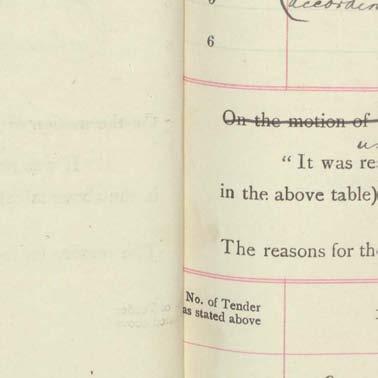 (accordin
6
On the motion of
"It was re
in the above table)
The reasons for th
No. of Tender
as stated above